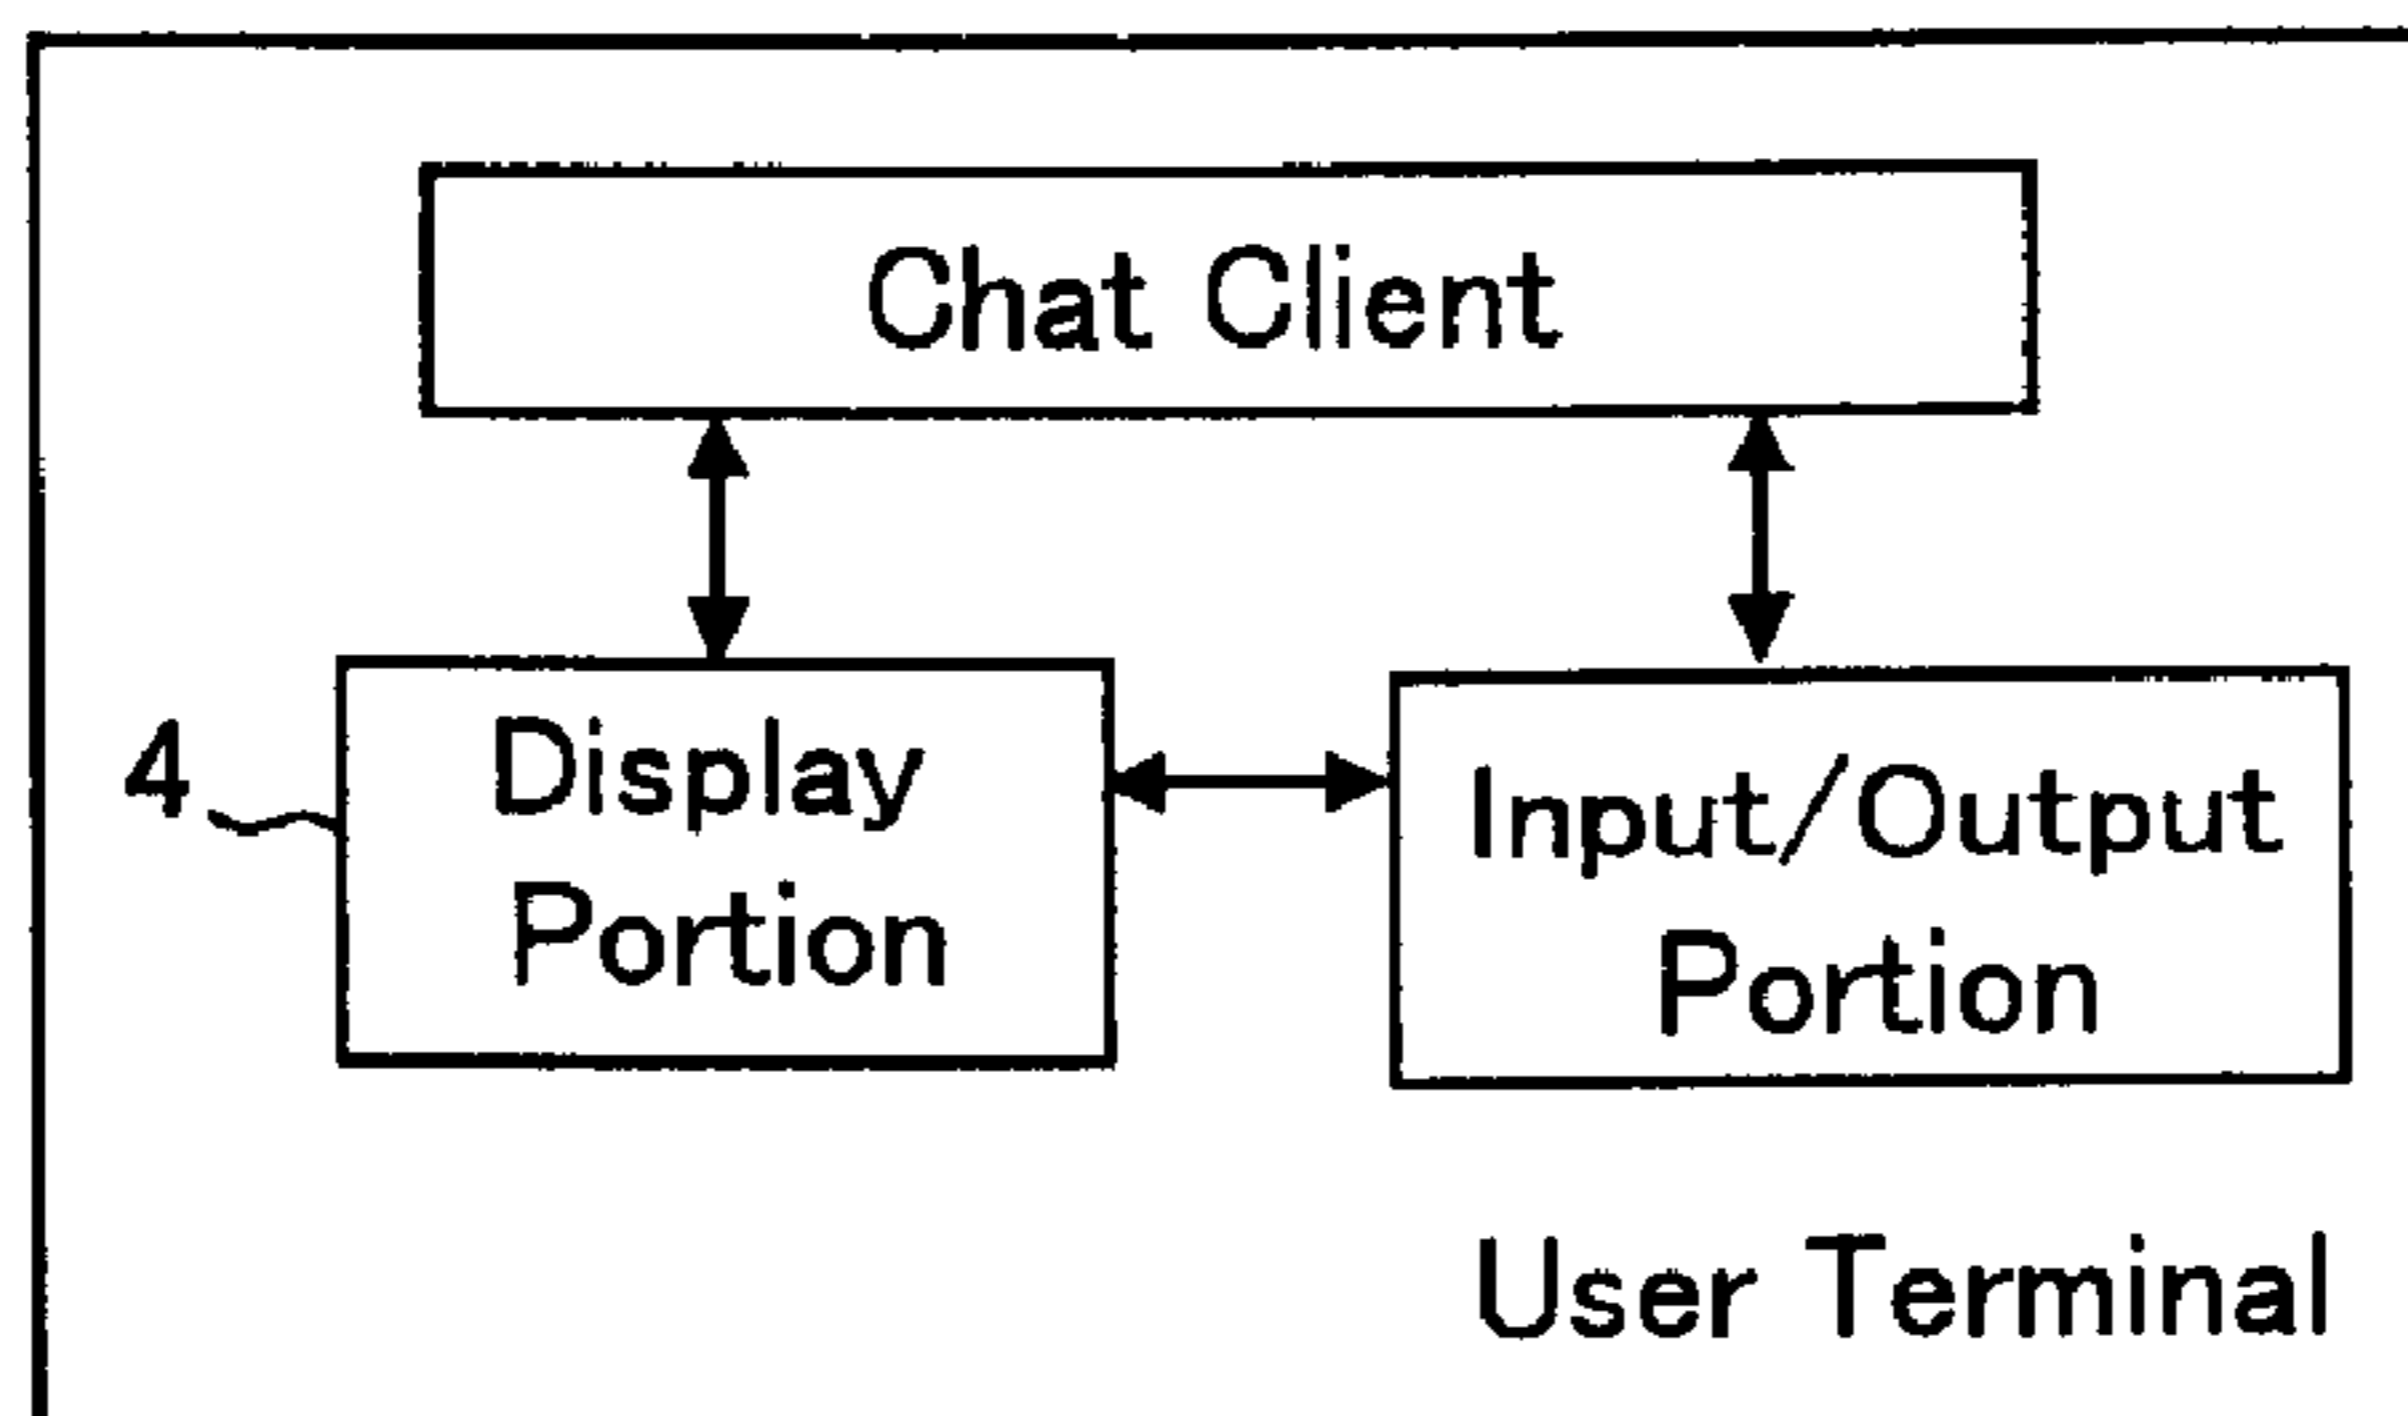 Chat Client
4
Display
Portion
Input/Output
Portion
User Terminal